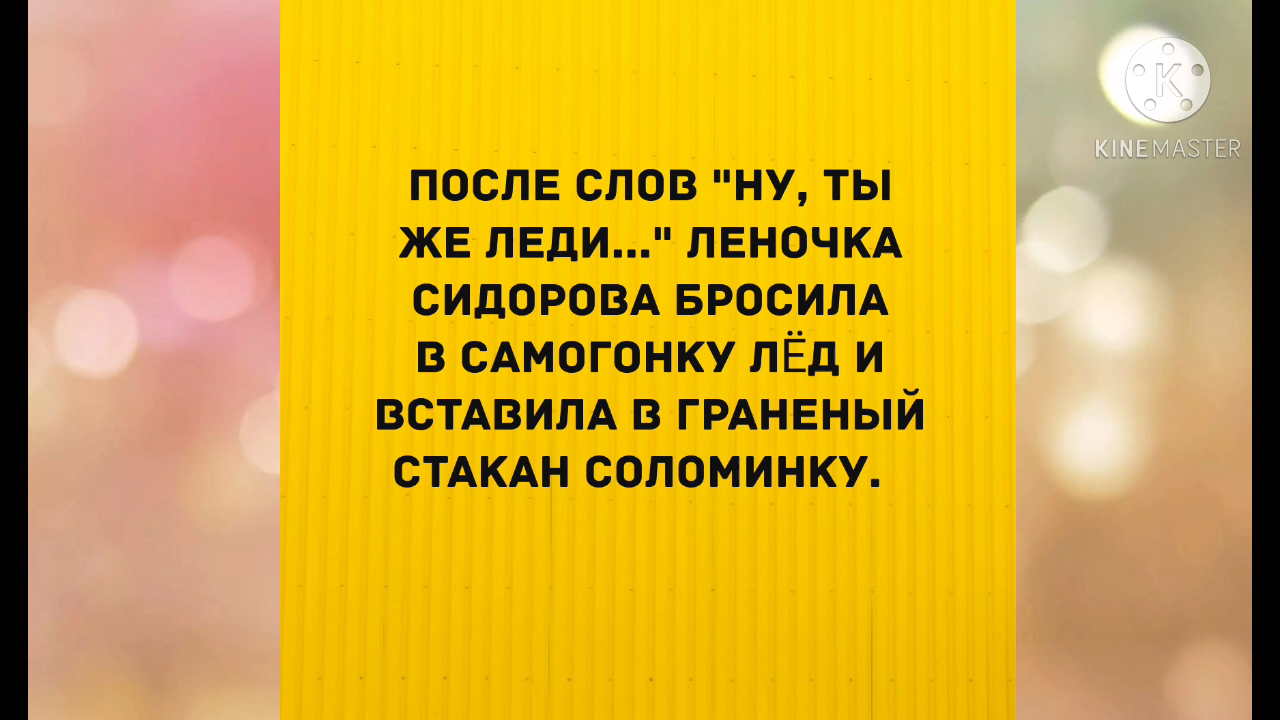 ПОСЛЕ СЛОВ "НУ, ТЫ
ЖЕ ЛЕДИ..." ЛЕНОЧКА
СИДОРОВА БРОСИЛА
В САМОГОНКУ ЛЁД И
ВСТАВИЛА В ГРАНЕНЫЙ
СТАКАН СОЛОМИНКУ.
K
KINEMASTER